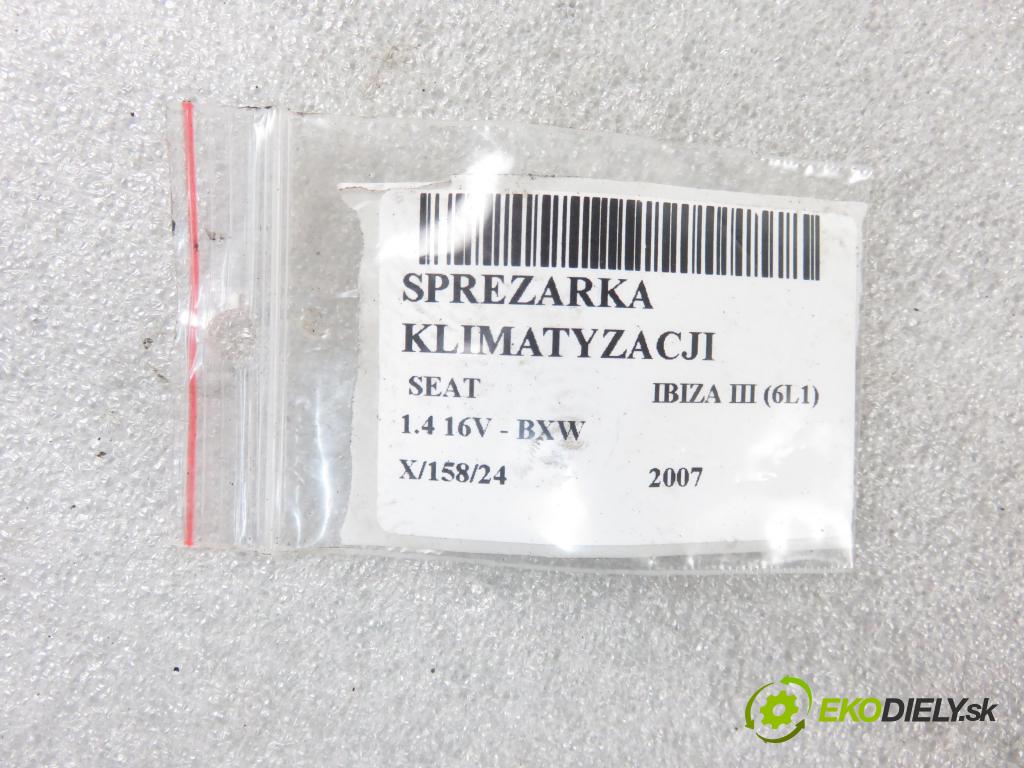 SPREZARKA
KLIMATYZACJI
SEAT IBIZA III (6L1)
1.4 16V - BXW
X/158/24 2007
EKODIELY.sk